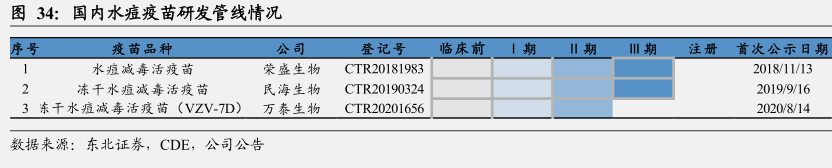 图 34：国内水痘疫苗研发管线情况
序号 疫苗品种 公司 登记号 临床前 I 期 II 期 III 期 注册 首次公示日期
1 水痘减毒活疫苗 荣盛生物 CTR20181983 2018/11/13
2 冻干水痘减毒活疫苗 民海生物 CTR20190324 2019/9/16
3 冻干水痘减毒活疫苗（VZV-7D） 万泰生物 CTR20201656 2020/8/14
数据来源：东北证券，CDE，公司公告